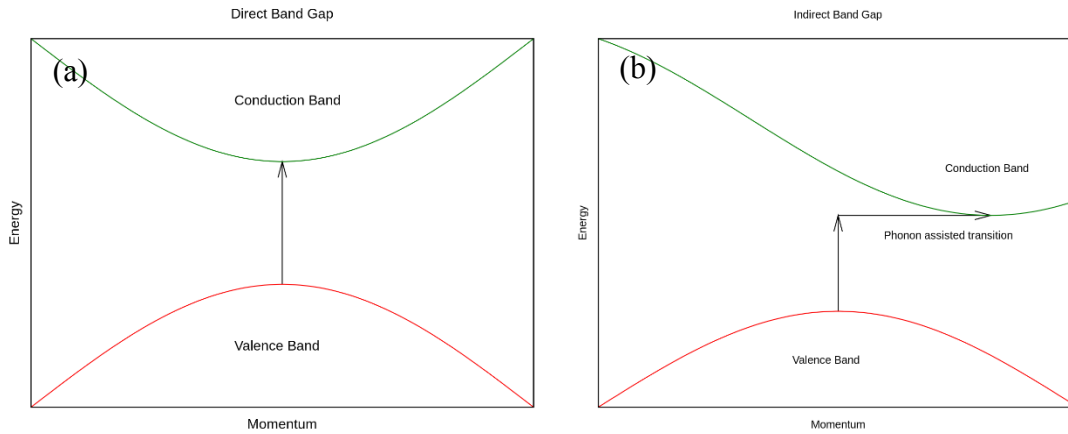 Direct Band Gap
(a)
Conduction Band
Energy
Valence Band
Momentum
Indirect Band Gap
(b)
Conduction Band
Phonon assisted transition
Energy
Valence Band
Momentum